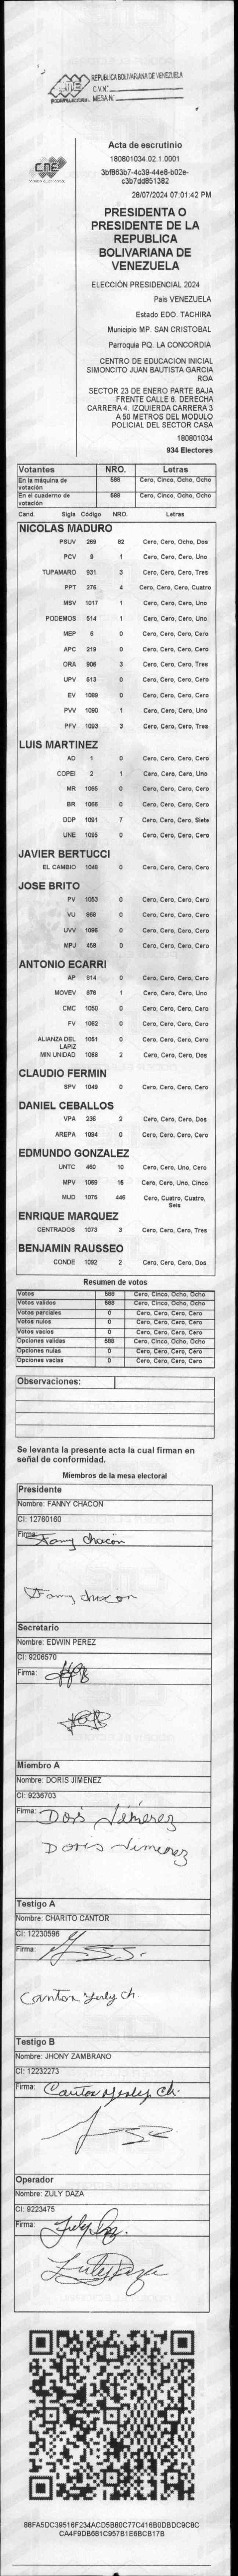 REPUBLICA BOLIVARIANA DE VENEZUELA
C.V.N°.
MESA N°.
Acta de escrutinio
180801034.02.1.0001
3bf863b7-4c39-44e8-b02e-
c3b7dd851382
28/07/2024 07:01:42 PM
PRESIDENTA O
PRESIDENTE DE LA
REPUBLICA
BOLIVARIANA DE
VENEZUELA
ELECCIÓN PRESIDENCIAL 2024
Pais VENEZUELA
Estado EDO. TACHIRA
Municipio MP. SAN CRISTOBAL
Parroquia PQ. LA CONCORDIA
CENTRO DE EDUCACION INICIAL
SIMONCITO JUAN BAUTISTA GARCIA
ROA
SECTOR 23 DE ENERO PARTE BAJA
FRENTE CALLE 6. DERECHA
CARRERA 4. IZQUIERDA CARRERA 3
A 50 METROS DEL MODULO
POLICIAL DEL SECTOR CASA
180801034
934 Electores
Votantes NRO. Letras
En la máquina de votación 588 Cero, Cinco, Ocho, Ocho
En el cuaderno de votación 588 Cero, Cinco, Ocho, Ocho
Cand. Sigla Código NRO. Letras
NICOLAS MADURO
PSUV 269 82 Cero, Cero, Ocho, Dos
PCV 9 1 Cero, Cero, Cero, Uno
TUPAMARO 931 3 Cero, Cero, Cero, Tres
PPT 276 4 Cero, Cero, Cero, Cuatro
MSV 1017 1 Cero, Cero, Cero, Uno
PODEMOS 514 1 Cero, Cero, Cero, Uno
MEP 6 0 Cero, Cero, Cero, Cero
APC 219 0 Cero, Cero, Cero, Cero
ORA 906 3 Cero, Cero, Cero, Tres
UPV 513 0 Cero, Cero, Cero, Cero
EV 1089 0 Cero, Cero, Cero, Cero
PVV 1090 1 Cero, Cero, Cero, Uno
PFV 1093 3 Cero, Cero, Cero, Tres
LUIS MARTINEZ
AD 1 0 Cero, Cero, Cero, Cero
COPEI 2 1 Cero, Cero, Cero, Uno
MR 1085 0 Cero, Cero, Cero, Cero
BR 1066 0 Cero, Cero, Cero, Cero
DDP 1091 7 Cero, Cero, Cero, Siete
UNE 1095 0 Cero, Cero, Cero, Cero
JAVIER BERTUCCI
EL CAMBIO 1048 0 Cero, Cero, Cero, Cero
JOSE BRITO
PV 1053 0 Cero, Cero, Cero, Cero
VU 868 0 Cero, Cero, Cero, Cero
UVV 1096 0 Cero, Cero, Cero, Cero
MPJ 458 0 Cero, Cero, Cero, Cero
ANTONIO ECARRI
AP 814 0 Cero, Cero, Cero, Cero
MOVEV 879 1 Cero, Cero, Cero, Uno
CMC 1050 0 Cero, Cero, Cero, Cero
FV 1062 0 Cero, Cero, Cero, Cero
ALIANZA DEL LAPIZ 1051 0 Cero, Cero, Cero, Cero
MIN UNIDAD 1068 2 Cero, Cero, Cero, Dos
CLAUDIO FERMIN
SPV 1049 0 Cero, Cero, Cero, Cero
DANIEL CEBALLOS
VPA 236 2 Cero, Cero, Cero, Dos
AREPA 1094 0 Cero, Cero, Cero, Cero
EDMUNDO GONZALEZ
UNTC 460 10 Cero, Cero, Uno, Cero
MPV 1069 15 Cero, Cero, Uno, Cinco
MUD 1075 446 Cero, Cuatro, Cuatro, Seis
ENRIQUE MARQUEZ
CENTRADOS 1073 3 Cero, Cero, Cero, Tres
BENJAMIN RAUSSEO
CONDE 1092 2 Cero, Cero, Cero, Dos
Resumen de votos
Votos 588 Cero, Cinco, Ocho, Ocho
Votos validos 588 Cero, Cinco, Ocho, Ocho
Votos parciales 0 Cero, Cero, Cero, Cero
Votos nulos 0 Cero, Cero, Cero, Cero
Votos vacios 0 Cero, Cero, Cero, Cero
Opciones validas 588 Cero, Cinco, Ocho, Ocho
Opciones nulas 0 Cero, Cero, Cero, Cero
Opciones vacias 0 Cero, Cero, Cero, Cero
Observaciones:
Se levanta la presente acta la cual firman en
señal de conformidad.
Miembros de la mesa electoral
Presidente
Nombre: FANNY CHACON
CI: 12760160
Firma: Fanny chacón
Fanny chacon
Secretario
Nombre: EDWIN PEREZ
CI: 9206570
Firma:
Miembro A
Nombre: DORIS JIMENEZ
CI: 9236703
Firma: Doris Jimenez
Doris Jimenez
Testigo A
Nombre: CHARITO CANTOR
CI: 12230596
Firma:
Cantor Yurly Ch
Testigo B
Nombre: JHONY ZAMBRANO
CI: 12232273
Firma: Cantor Ch.
Operador
Nombre: ZULY DAZA
CI: 9223475
Firma: Zuly Daza.
Zuly Daza
88FA5DC39516F234ACD5B80C77C416B0DBDC9C8C
CA4F9DB681C957B1E6BCB17B